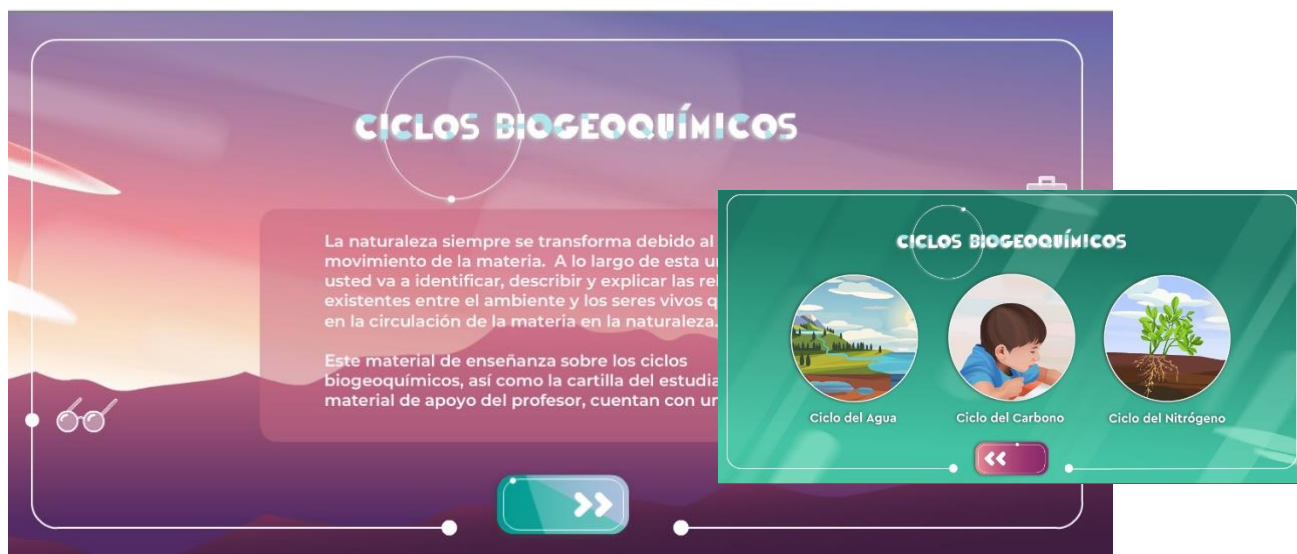 CICLOS BIOGEOQUÍMICOS
La naturaleza siempre se transforma debido al
movimiento de la materia. A lo largo de esta
usted va a identificar, describir y explicar las
existentes entre el ambiente y los seres vivos
en la circulación de la materia en la naturaleza.
Este material de enseñanza sobre los ciclos
biogeoquímicos, así como la cartilla del
material de apoyo del profesor, cuentan con
CICLOS BIOGEOQUÍMICOS
Ciclo del Agua
Ciclo del Carbono
Ciclo del Nitrógeno